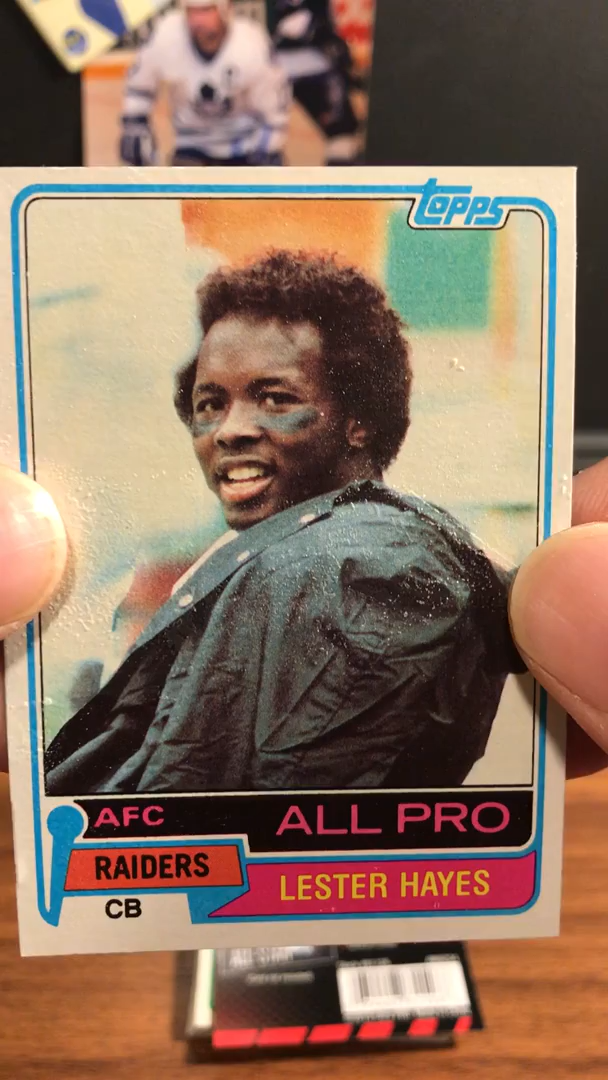 topps
AFC ALL PRO
RAIDERS
LESTER HAYES
CB